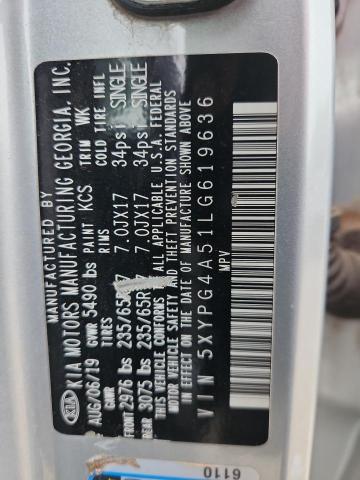 MANUFACTURED BY
KIA KIA MOTORS MANUFACTURING GEORGIA, INC.
AUG/06/19 GVWR 5490 lbs PAINT KCS TRIM WK
GAWR TIRES RIMS COLD TIRE INFL
FRONT 2976 lbs 235/65R17 7.0JX17 34psi SINGLE
REAR 3075 lbs 235/65R17 7.0JX17 34psi SINGLE
THIS VEHICLE CONFORMS TO ALL APPLICABLE U.S.A. FEDERAL
MOTOR VEHICLE SAFETY AND THEFT PREVENTION STANDARDS
IN EFFECT ON THE DATE OF MANUFACTURE SHOWN ABOVE.
VIN 5XYPG4A51LG619636
MPV
6110